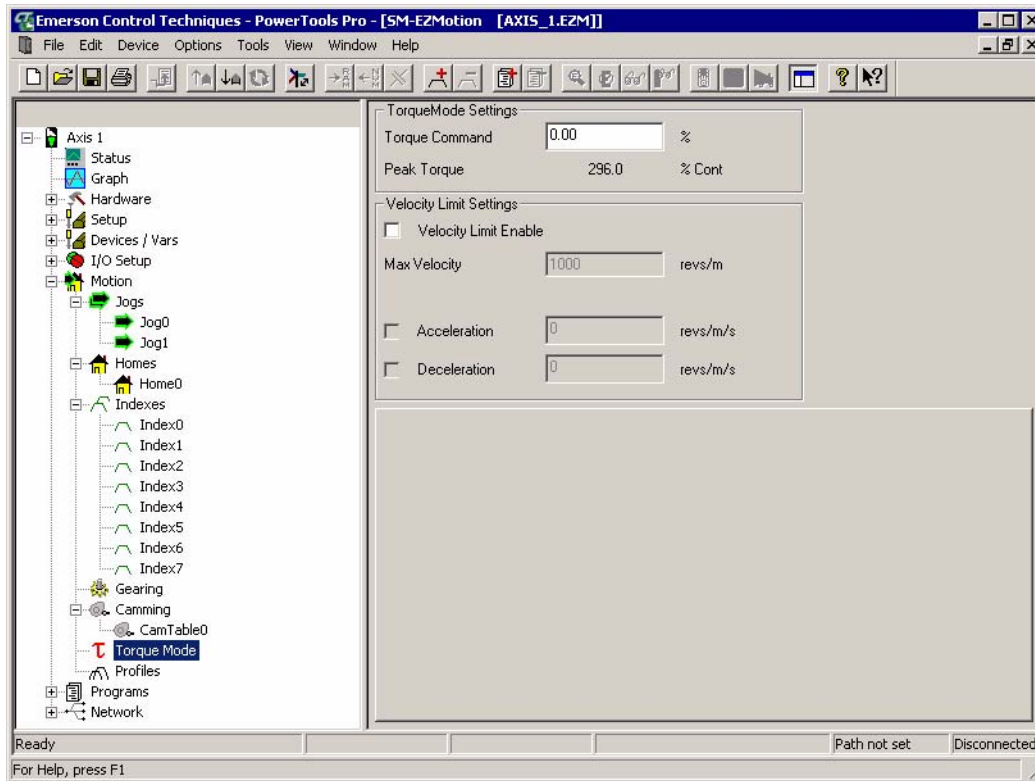 Emerson Control Techniques - PowerTools Pro - [SM-EZMotion [AXIS_1.EZM]]
File Edit Device Options Tools View Window Help
Axis 1
Status
Graph
Hardware
Setup
Devices / Vars
I/O Setup
Motion
Jogs
Jog0
Jog1
Homes
Home0
Indexes
Index0
Index1
Index2
Index3
Index4
Index5
Index6
Index7
Gearing
Camming
CamTable0
Torque Mode
Profiles
Programs
Network
TorqueMode Settings
Torque Command 0.00 %
Peak Torque 296.0 % Cont
Velocity Limit Settings
Velocity Limit Enable
Max Velocity 1000 revs/m
Acceleration 0 revs/m/s
Deceleration 0 revs/m/s
Ready Path not set Disconnected
For Help, press F1